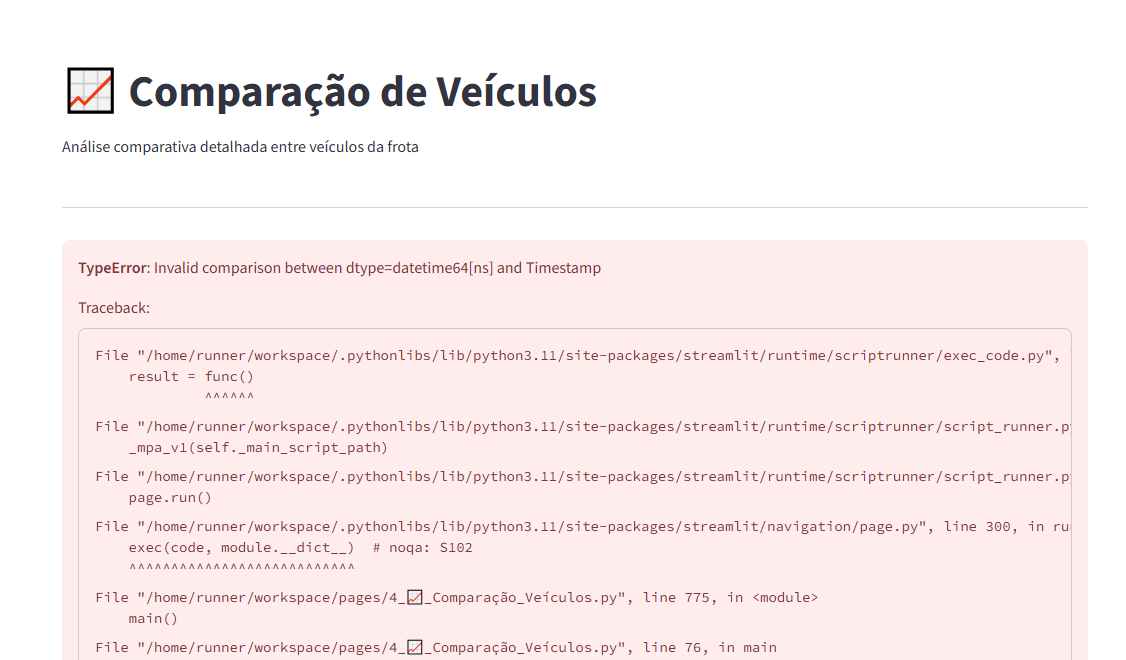 Comparação de Veículos
Análise comparativa detalhada entre veículos da frota
TypeError: Invalid comparison between dtype=datetime64[ns] and Timestamp
Traceback:
File "/home/runner/workspace/.pythonlibs/lib/python3.11/site-packages/streamlit/runtime/scriptrunner/exec_code.py",
result = func()
^^^^^^
File "/home/runner/workspace/.pythonlibs/lib/python3.11/site-packages/streamlit/runtime/scriptrunner/script_runner.py
_mpa_v1(self._main_script_path)
File "/home/runner/workspace/.pythonlibs/lib/python3.11/site-packages/streamlit/runtime/scriptrunner/script_runner.p
page.run()
File "/home/runner/workspace/.pythonlibs/lib/python3.11/site-packages/streamlit/navigation/page.py", line 300, in
exec(code, module.__dict__)  # noqa: S102
^^^^^^^^^^^^^^^^^^^^^^^^^^^
File "/home/runner/workspace/pages/4_📈_Comparação_Veículos.py", line 775, in <module>
main()
File "/home/runner/workspace/pages/4_📈_Comparação_Veículos.py", line 76, in main